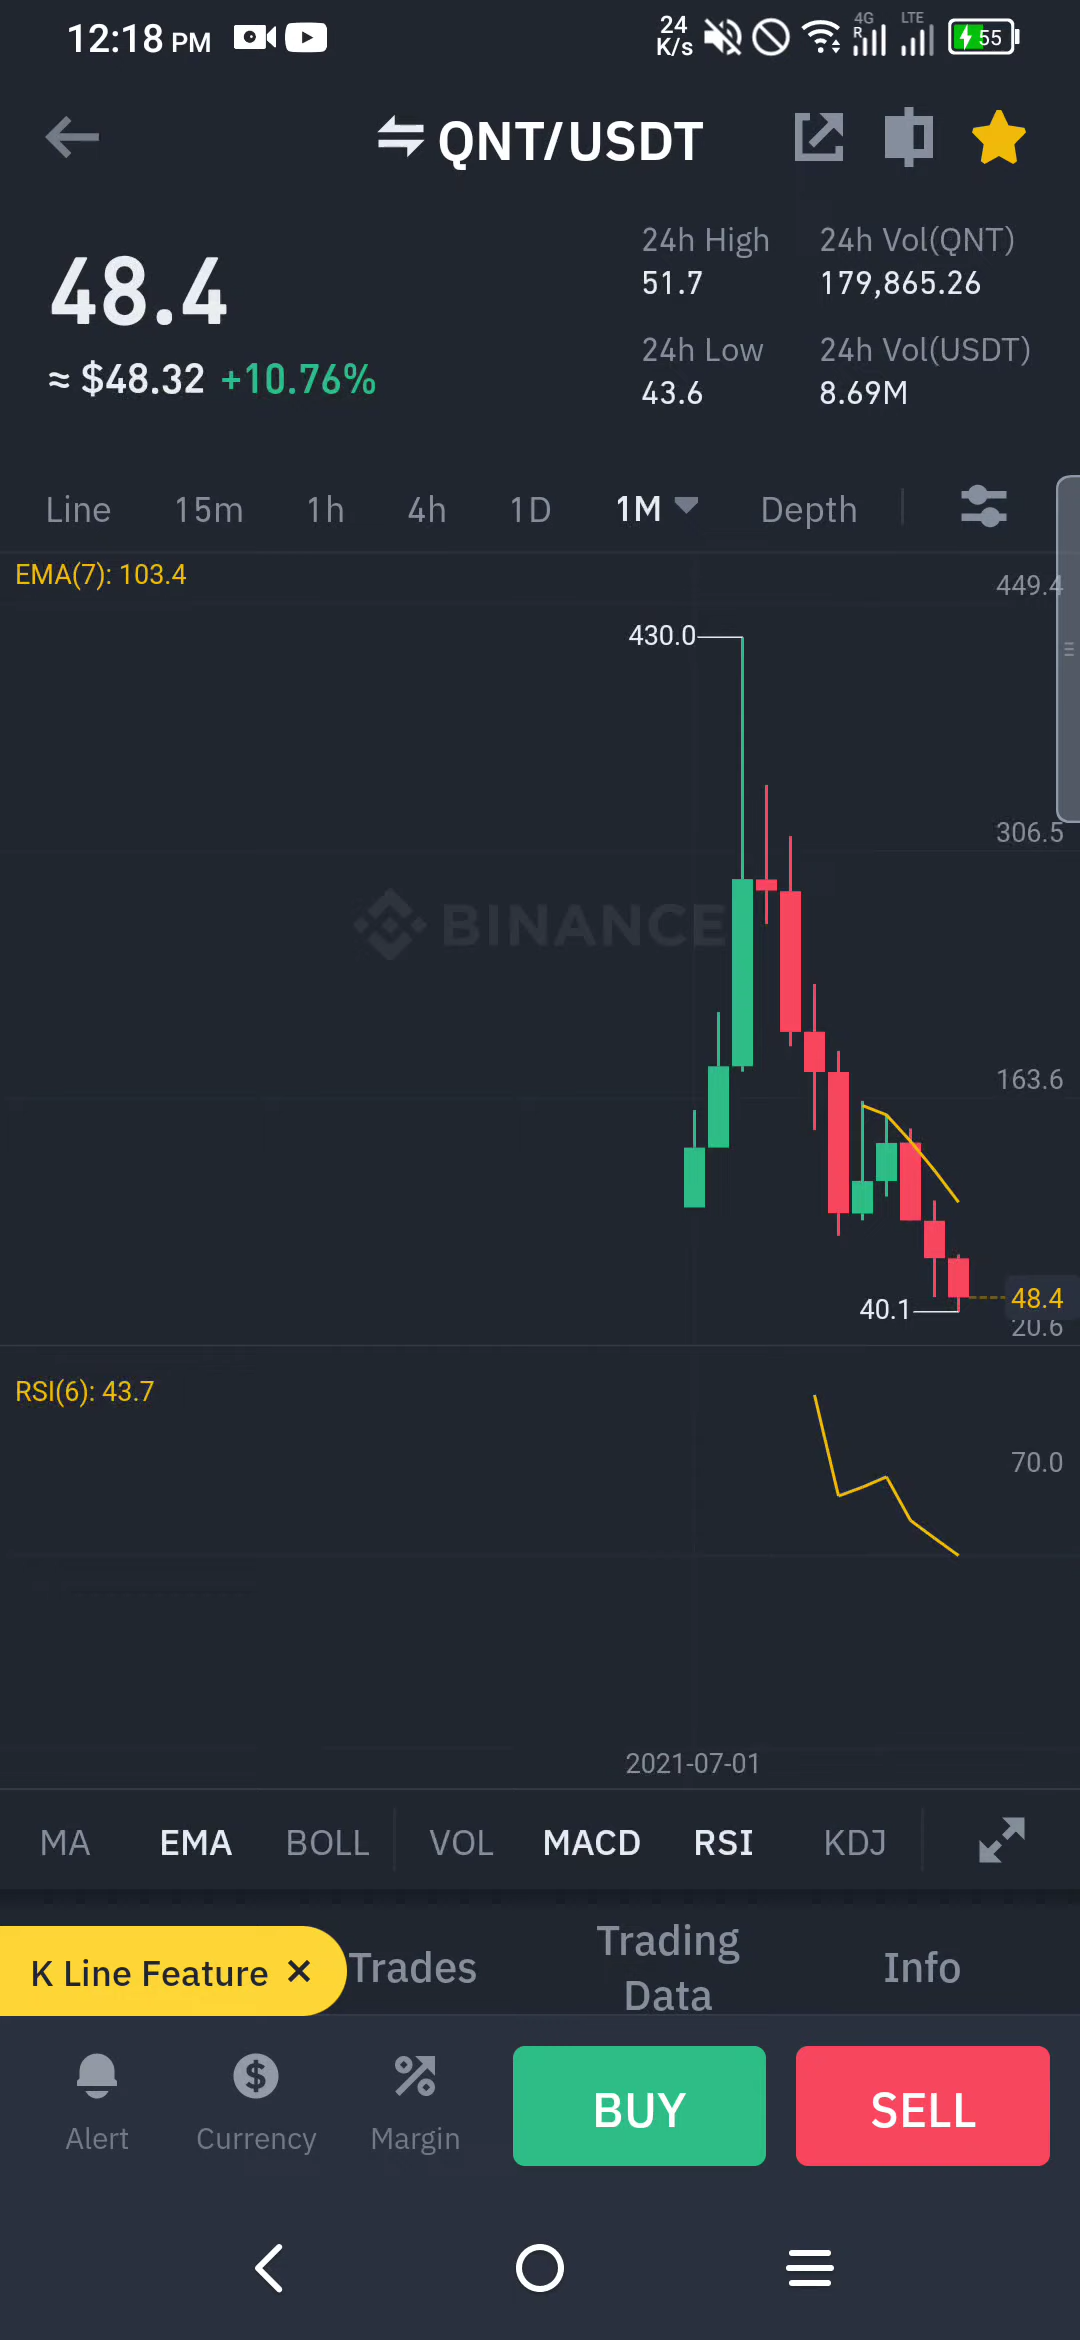 12:18 PM
24
K/s
4G
R
LTE
55
QNT/USDT
48.4
≈ $48.32 +10.76%
24h High
51.7
24h Vol(QNT)
179,865.26
24h Low
43.6
24h Vol(USDT)
8.69M
Line 15m 1h 4h 1D 1M Depth
EMA(7): 103.4
449.4
430.0
306.5
BINANCE
163.6
48.4
40.1
20.6
RSI(6): 43.7
70.0
2021-07-01
MA EMA BOLL VOL MACD RSI KDJ
K Line Feature ×
Trades
Trading
Data
Info
Alert
Currency
Margin
BUY
SELL